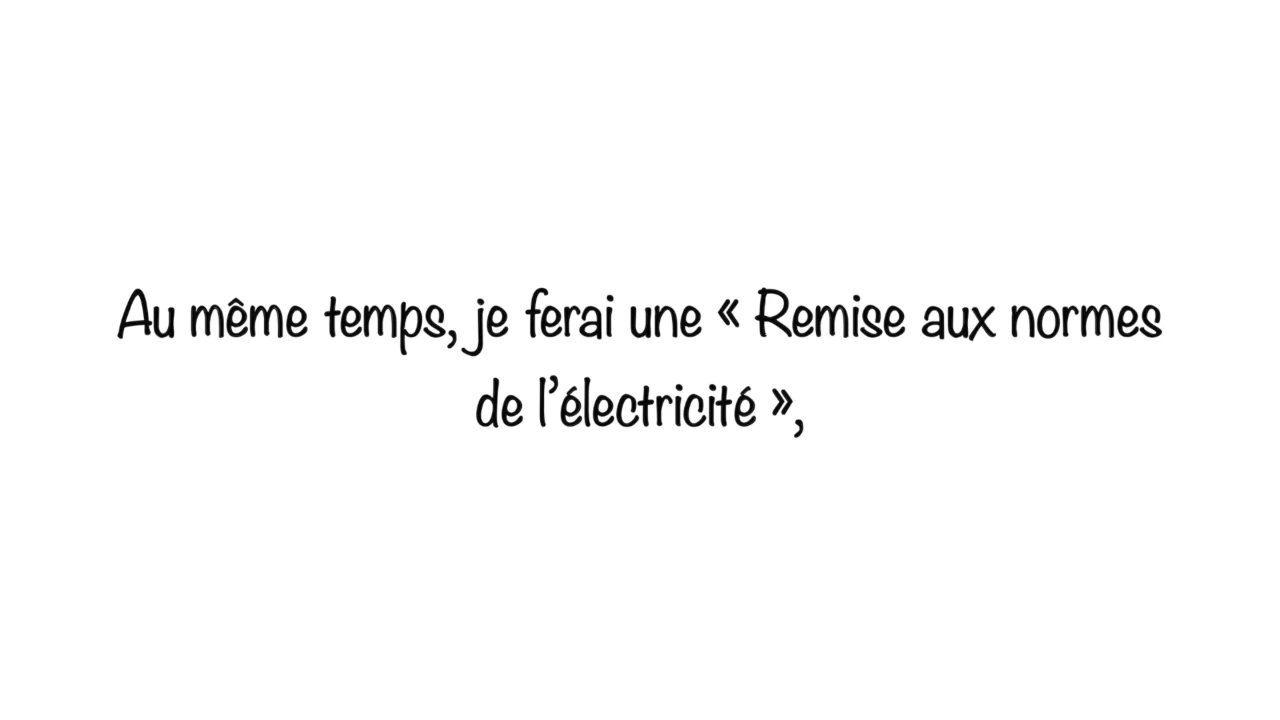 Au même temps, je ferai une « Remise aux normes
de l’électricité »,